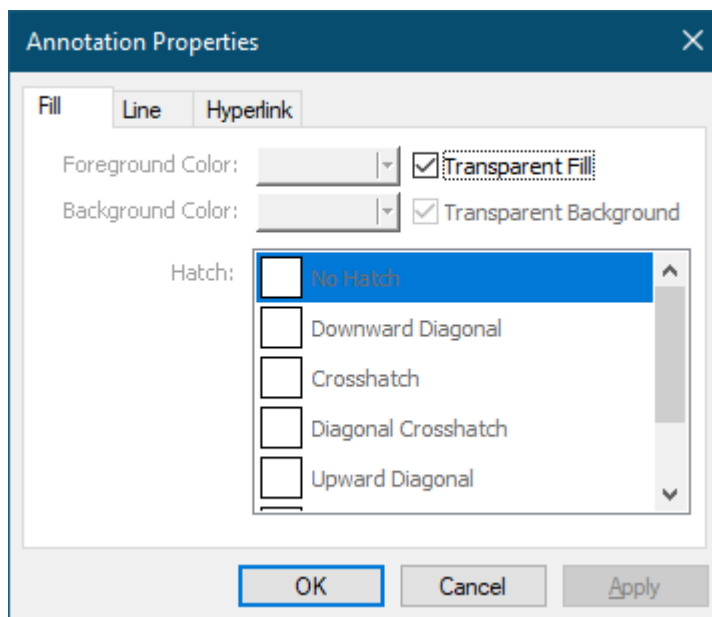 Annotation Properties
Fill Line Hyperlink
Foreground Color: Transparent Fill
Background Color: Transparent Background
Hatch: No Hatch
Downward Diagonal
Crosshatch
Diagonal Crosshatch
Upward Diagonal
OK Cancel Apply